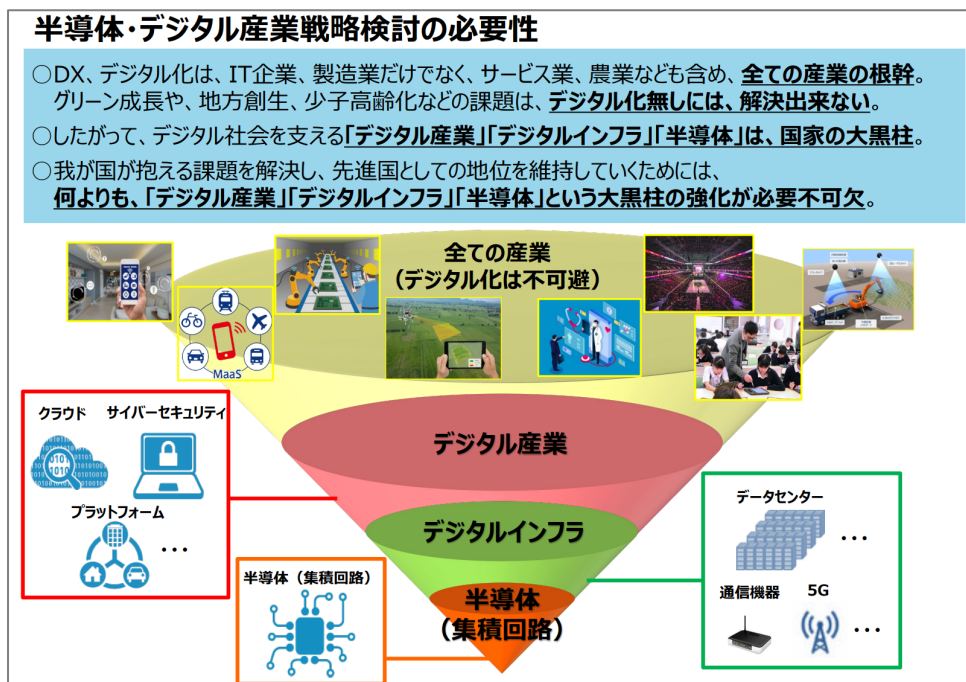 半導体・デジタル産業戦略検討の必要性
○DX、デジタル化は、IT企業、製造業だけでなく、サービス業、農業なども含め、全ての産業の根幹。
グリーン成長や、地方創生、少子高齢化などの課題は、デジタル化無しには、解決出来ない。
○したがって、デジタル社会を支える「デジタル産業」「デジタルインフラ」「半導体」は、国家の大黒柱。
○我が国が抱える課題を解決し、先進国としての地位を維持していくためには、
何よりも、「デジタル産業」「デジタルインフラ」「半導体」という大黒柱の強化が必要不可欠。
全ての産業
（デジタル化は不可避）
MaaS
クラウド
サイバーセキュリティ
プラットフォーム
・・・
デジタル産業
デジタルインフラ
データセンター
・・・
通信機器
5G
・・・
半導体（集積回路）
半導体
（集積回路）